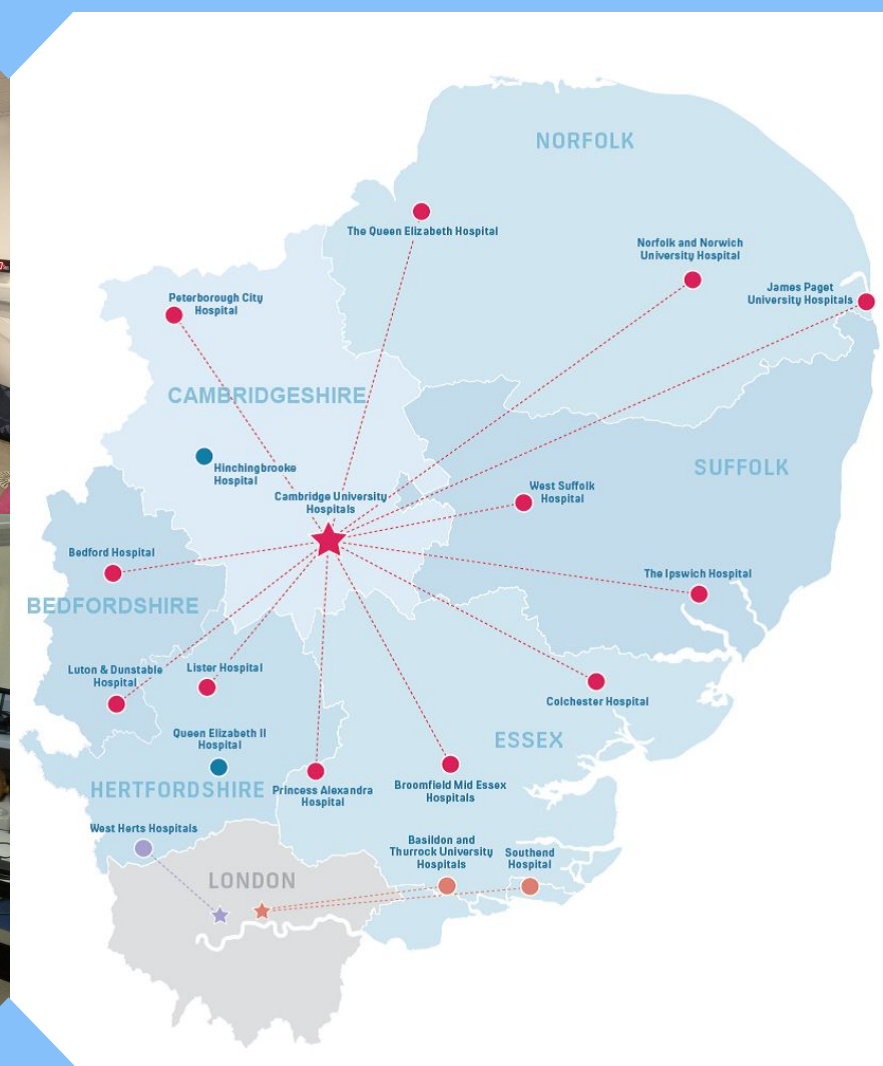 NORFOLK
The Queen Elizabeth Hospital
Norfolk and Norwich
University Hospital
James Paget
University Hospitals
Peterborough City
Hospital
CAMBRIDGESHIRE
Hinchingbrooke
Hospital
SUFFOLK
West Suffolk
Hospital
Cambridge University
Hospitals
Bedford Hospital
The Ipswich Hospital
BEDFORDSHIRE
Luton & Dunstable
Hospital
Lister Hospital
Colchester Hospital
Queen Elizabeth II
Hospital
ESSEX
HERTFORDSHIRE
Princess Alexandra
Hospital
Broomfield Mid Essex
Hospitals
West Herts Hospitals
Basildon and
Thurrock University
Hospitals
Southend
Hospital
LONDON